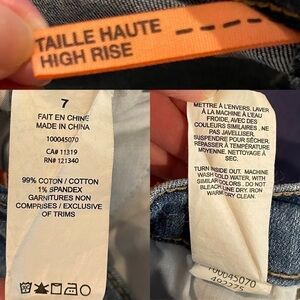 TAILLE HAUTE
HIGH RISE
7
FAIT EN CHINE
MADE IN CHINA
100045070
CA# 11319
RN# 121340
99% COTON / COTTON
1% SPANDEX
GARNITURES NON
COMPRISES / EXCLUSIVE
OF TRIMS
METTRE À L'ENVERS. LAVER
À LA MACHINE À L'EAU
FROIDE, AVEC DES
COULEURS SIMILAIRES. NE
PAS JAVELLISER.
SUSPENDRE POUR SÉCHER.
REPASSER À TEMPÉRATURE
MOYENNE. NETTOYAGE À
SEC.
TURN INSIDE OUT. MACHINE
WASH COLD WATER, WITH
SIMILAR COLORS. DO NOT
BLEACH. LINE DRY. IRON
WARM. DRY CLEAN.
100045070